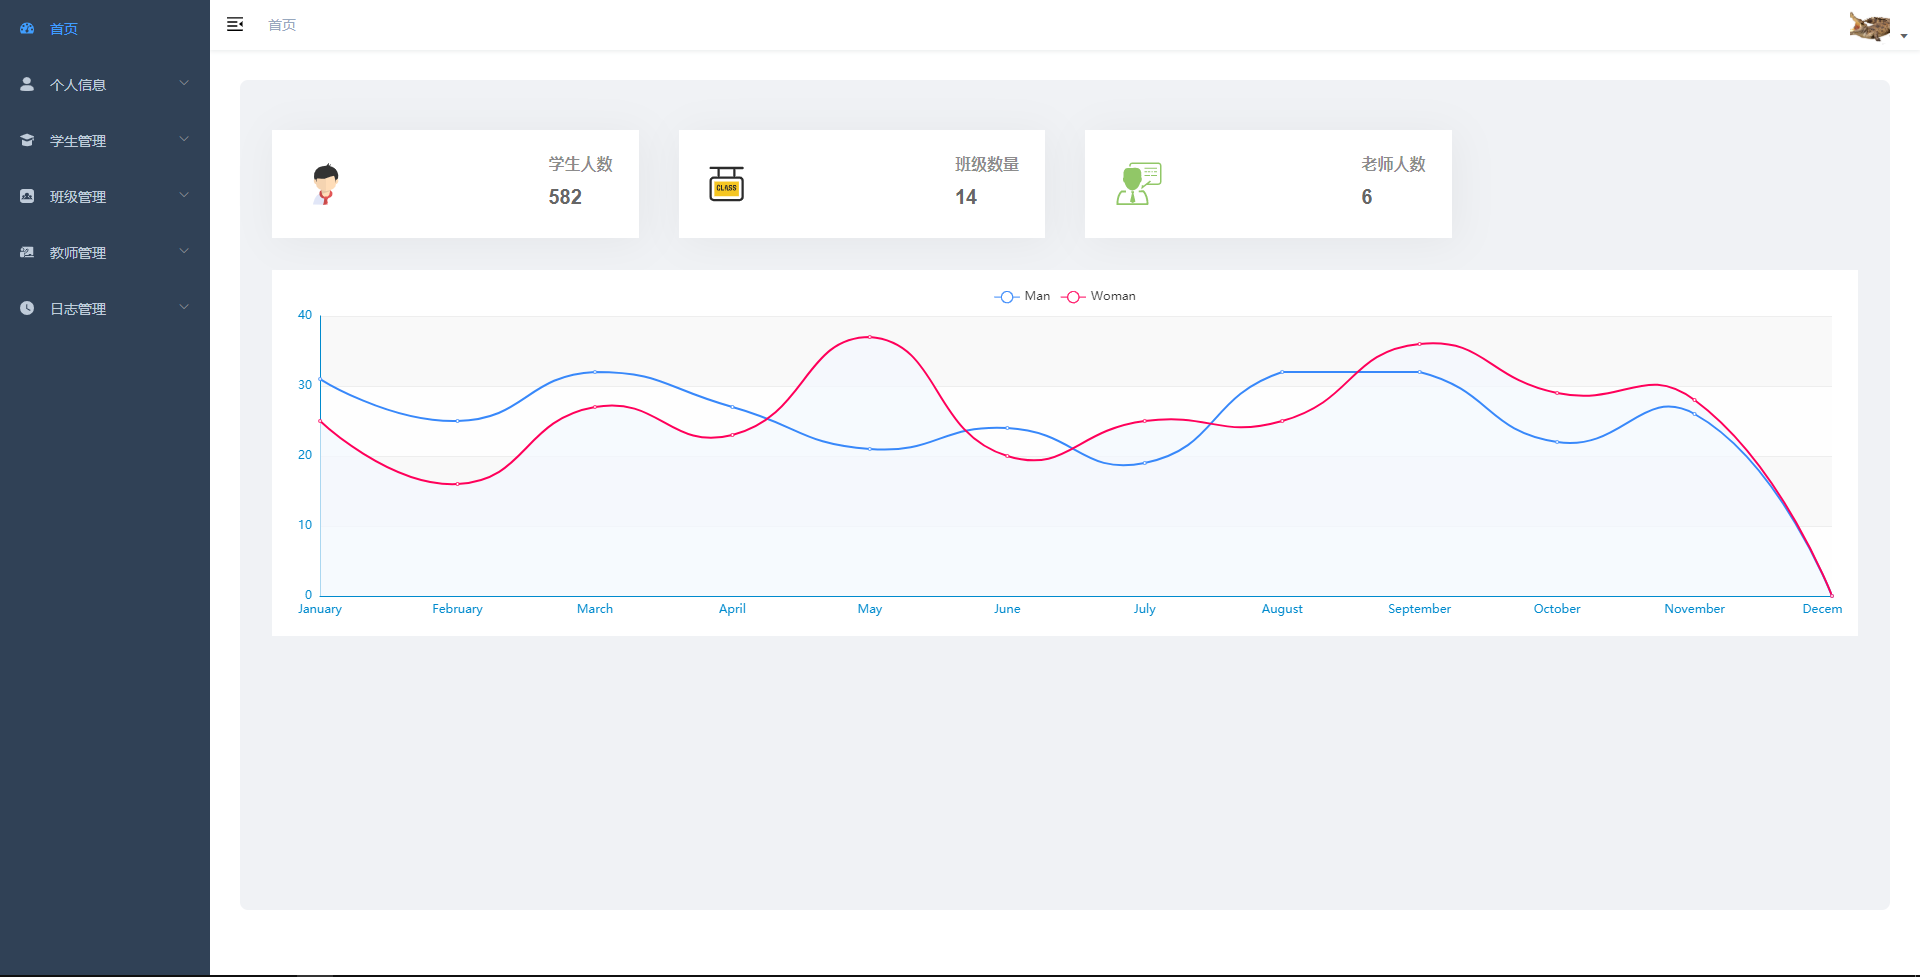 首页
个人信息
学生管理
班级管理
教师管理
日志管理
首页
学生人数
582
CLASS
班级数量
14
老师人数
6
Man Woman
40
30
20
10
0
January February March April May June July August September October November Decem